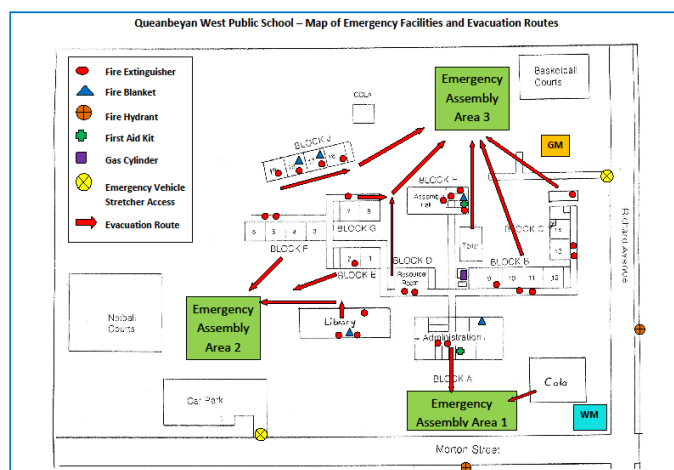 Queanbeyan West Public School – Map of Emergency Facilities and Evacuation Routes
Fire Extinguisher
Fire Blanket
Fire Hydrant
First Aid Kit
Gas Cylinder
Emergency Vehicle
Stretcher Access
Evacuation Route
COLA
Emergency
Assembly
Area 3
Basketball
Courts
GM
BLOCK J
BLOCK G
7
8
BLOCK F
6
5
4
3
2
1
BLOCK E
BLOCK D
Resource
Room
Assembly
Hall
Toilet
BLOCK C
BLOCK B
9
10
11
12
Richard Avenue
Netball
Courts
Emergency
Assembly
Area 2
Library
Administration
BLOCK A
Cola
Car Park
Emergency
Assembly Area 1
WM
Morton Street